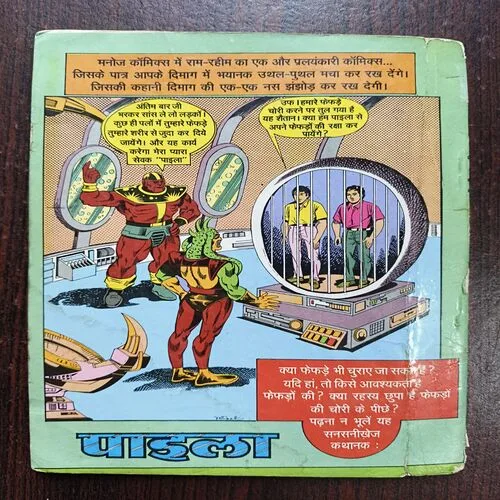 मनोज कॉमिक्स में राम-रहीम का एक और प्रलयंकारी कॉमिक्स...
जिसके पात्र आपके दिमाग में भयानक उथल-पुथल मचा कर रख देंगे।
जिसकी कहानी दिमाग की एक-एक नस झंझोड़ कर रख देगी।
अंतिम बार जी
भरकर सांस ले लो लड़कों।
कुछ ही पलों में तुम्हारे फेफड़े
तुम्हारे शरीर से जुदा कर दिये
जायेंगे। और यह कार्य
करेगा मेरा प्यारा
सेवक "पाइला"
उफ।हमारे फेफड़े
चोरी करने पर तुल गया है
यह शैतान। क्या हम पाइला से
अपने फेफड़ों की रक्षा कर
पायेंगे?
क्या फेफड़े भी चुराए जा सकते हैं?
यदि हां, तो किसे आवश्यकता है
फेफड़ों की? क्या रहस्य छुपा है फेफड़ों
की चोरी के पीछे?
पढ़ना न भूलें यह
सनसनीखेज
कथानक :
पाइला